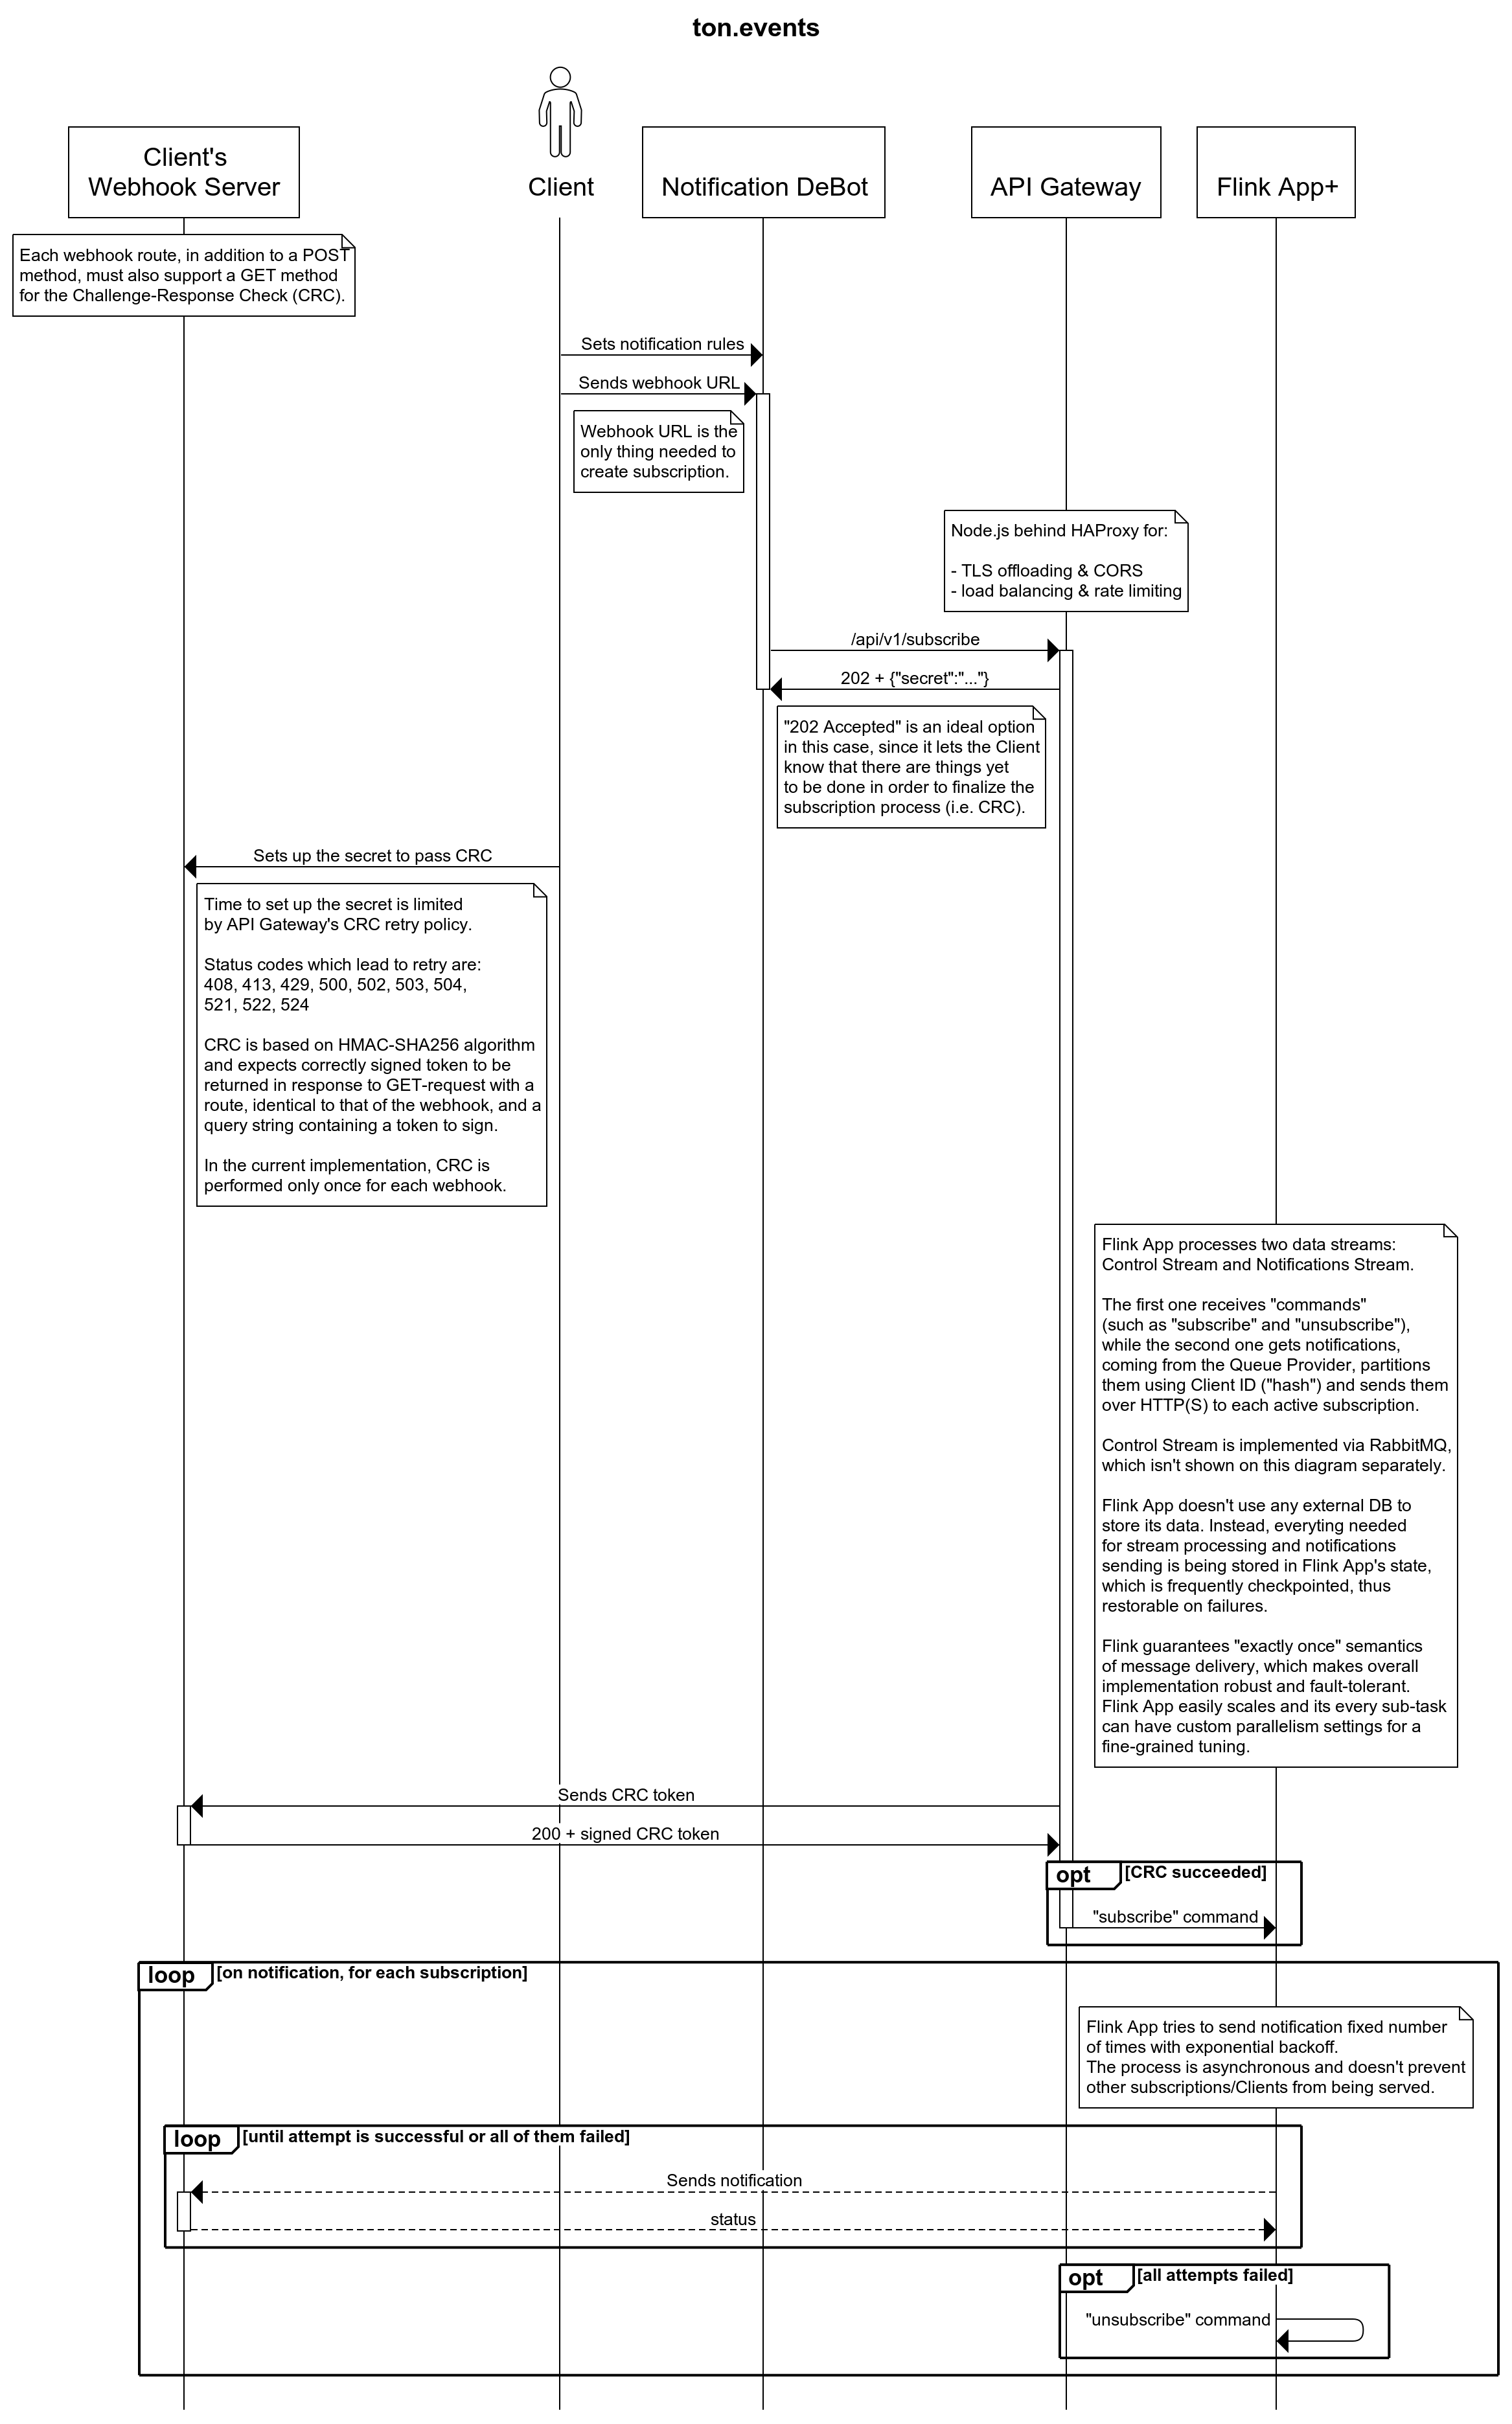 ton.events
Client's
Webhook Server
Client
Notification DeBot
API Gateway
Flink App+
Each webhook route, in addition to a POST
method, must also support a GET method
for the Challenge-Response Check (CRC).
Sets notification rules
Sends webhook URL
Webhook URL is the
only thing needed to
create subscription.
Node.js behind HAProxy for:
- TLS offloading & CORS
- load balancing & rate limiting
/api/v1/subscribe
202 + {"secret":"..."}
"202 Accepted" is an ideal option
in this case, since it lets the Client
know that there are things yet
to be done in order to finalize the
subscription process (i.e. CRC).
Sets up the secret to pass CRC
Time to set up the secret is limited
by API Gateway's CRC retry policy.
Status codes which lead to retry are:
408, 413, 429, 500, 502, 503, 504,
521, 522, 524
CRC is based on HMAC-SHA256 algorithm
and expects correctly signed token to be
returned in response to GET-request with a
route, identical to that of the webhook, and a
query string containing a token to sign.
In the current implementation, CRC is
performed only once for each webhook.
Flink App processes two data streams:
Control Stream and Notifications Stream.
The first one receives "commands"
(such as "subscribe" and "unsubscribe"),
while the second one gets notifications,
coming from the Queue Provider, partitions
them using Client ID ("hash") and sends them
over HTTP(S) to each active subscription.
Control Stream is implemented via RabbitMQ,
which isn't shown on this diagram separately.
Flink App doesn't use any external DB to
store its data. Instead, everyting needed
for stream processing and notifications
sending is being stored in Flink App's state,
which is frequently checkpointed, thus
restorable on failures.
Flink guarantees "exactly once" semantics
of message delivery, which makes overall
implementation robust and fault-tolerant.
Flink App easily scales and its every sub-task
can have custom parallelism settings for a
fine-grained tuning.
Sends CRC token
200 + signed CRC token
opt [CRC succeeded]
"subscribe" command
loop [on notification, for each subscription]
Flink App tries to send notification fixed number
of times with exponential backoff.
The process is asynchronous and doesn't prevent
other subscriptions/Clients from being served.
loop [until attempt is successful or all of them failed]
Sends notification
status
opt [all attempts failed]
"unsubscribe" command